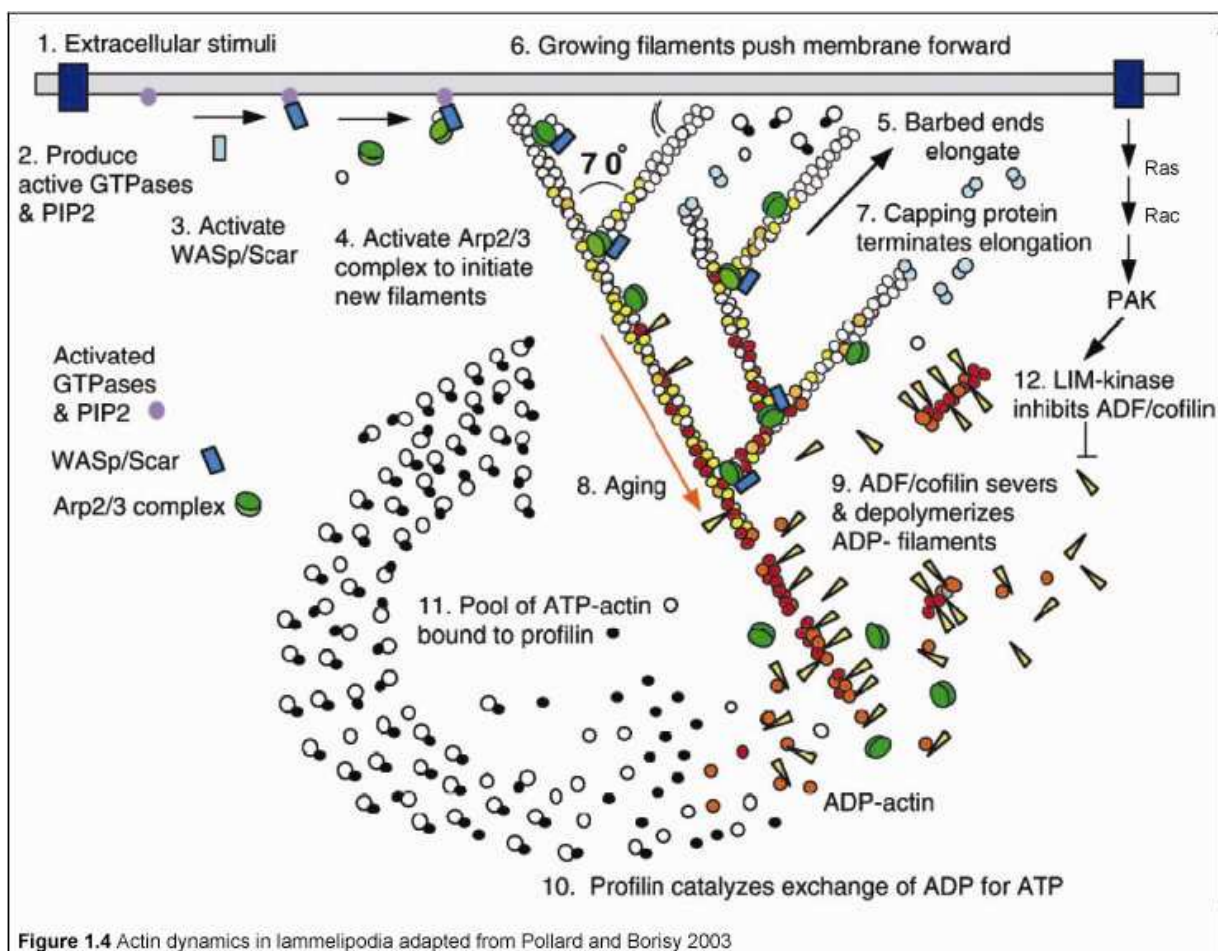 1. Extracellular stimuli
6. Growing filaments push membrane forward
2. Produce
active GTPases
& PIP2
3. Activate
WASp/Scar
4. Activate Arp2/3
complex to initiate
new filaments
70°
5. Barbed ends
elongate
7. Capping protein
terminates elongation
Ras
Rac
PAK
12. LIM-kinase
inhibits ADF/cofilin
Activated
GTPases
& PIP2
WASp/Scar
Arp2/3 complex
8. Aging
9. ADF/cofilin severs
& depolymerizes
ADP- filaments
11. Pool of ATP-actin
bound to profilin
ADP-actin
10. Profilin catalyzes exchange of ADP for ATP
Figure 1.4 Actin dynamics in lammelipodia adapted from Pollard and Borisy 2003